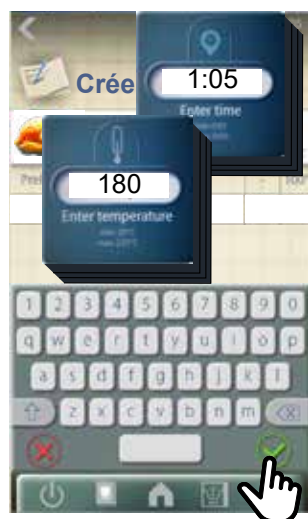 Crée
1:05
Enter time
180
Enter temperature
1 2 3 4 5 6 7 8 9 0
q w e r t y u i o p
a s d f g h j k l
z x c v b n m